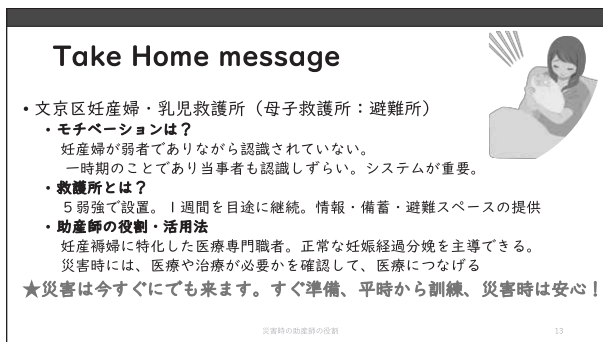 Take Home message
• 文京区妊産婦・乳児救護所（母子救護所：避難所）
• モチベーションは？
妊産婦が弱者でありながら認識されていない。
一時期のことであり当事者も認識しずらい。システムが重要。
• 救護所とは？
５弱強で設置。１週間を目途に継続。情報・備蓄・避難スペースの提供
• 助産師の役割・活用法
妊産褥婦に特化した医療専門職者。正常な妊娠経過分娩を主導できる。
災害時には、医療や治療が必要かを確認して、医療につなげる
★災害は今すぐにでも来ます。すぐ準備、平時から訓練、災害時は安心！
災害時の助産師の役割
13